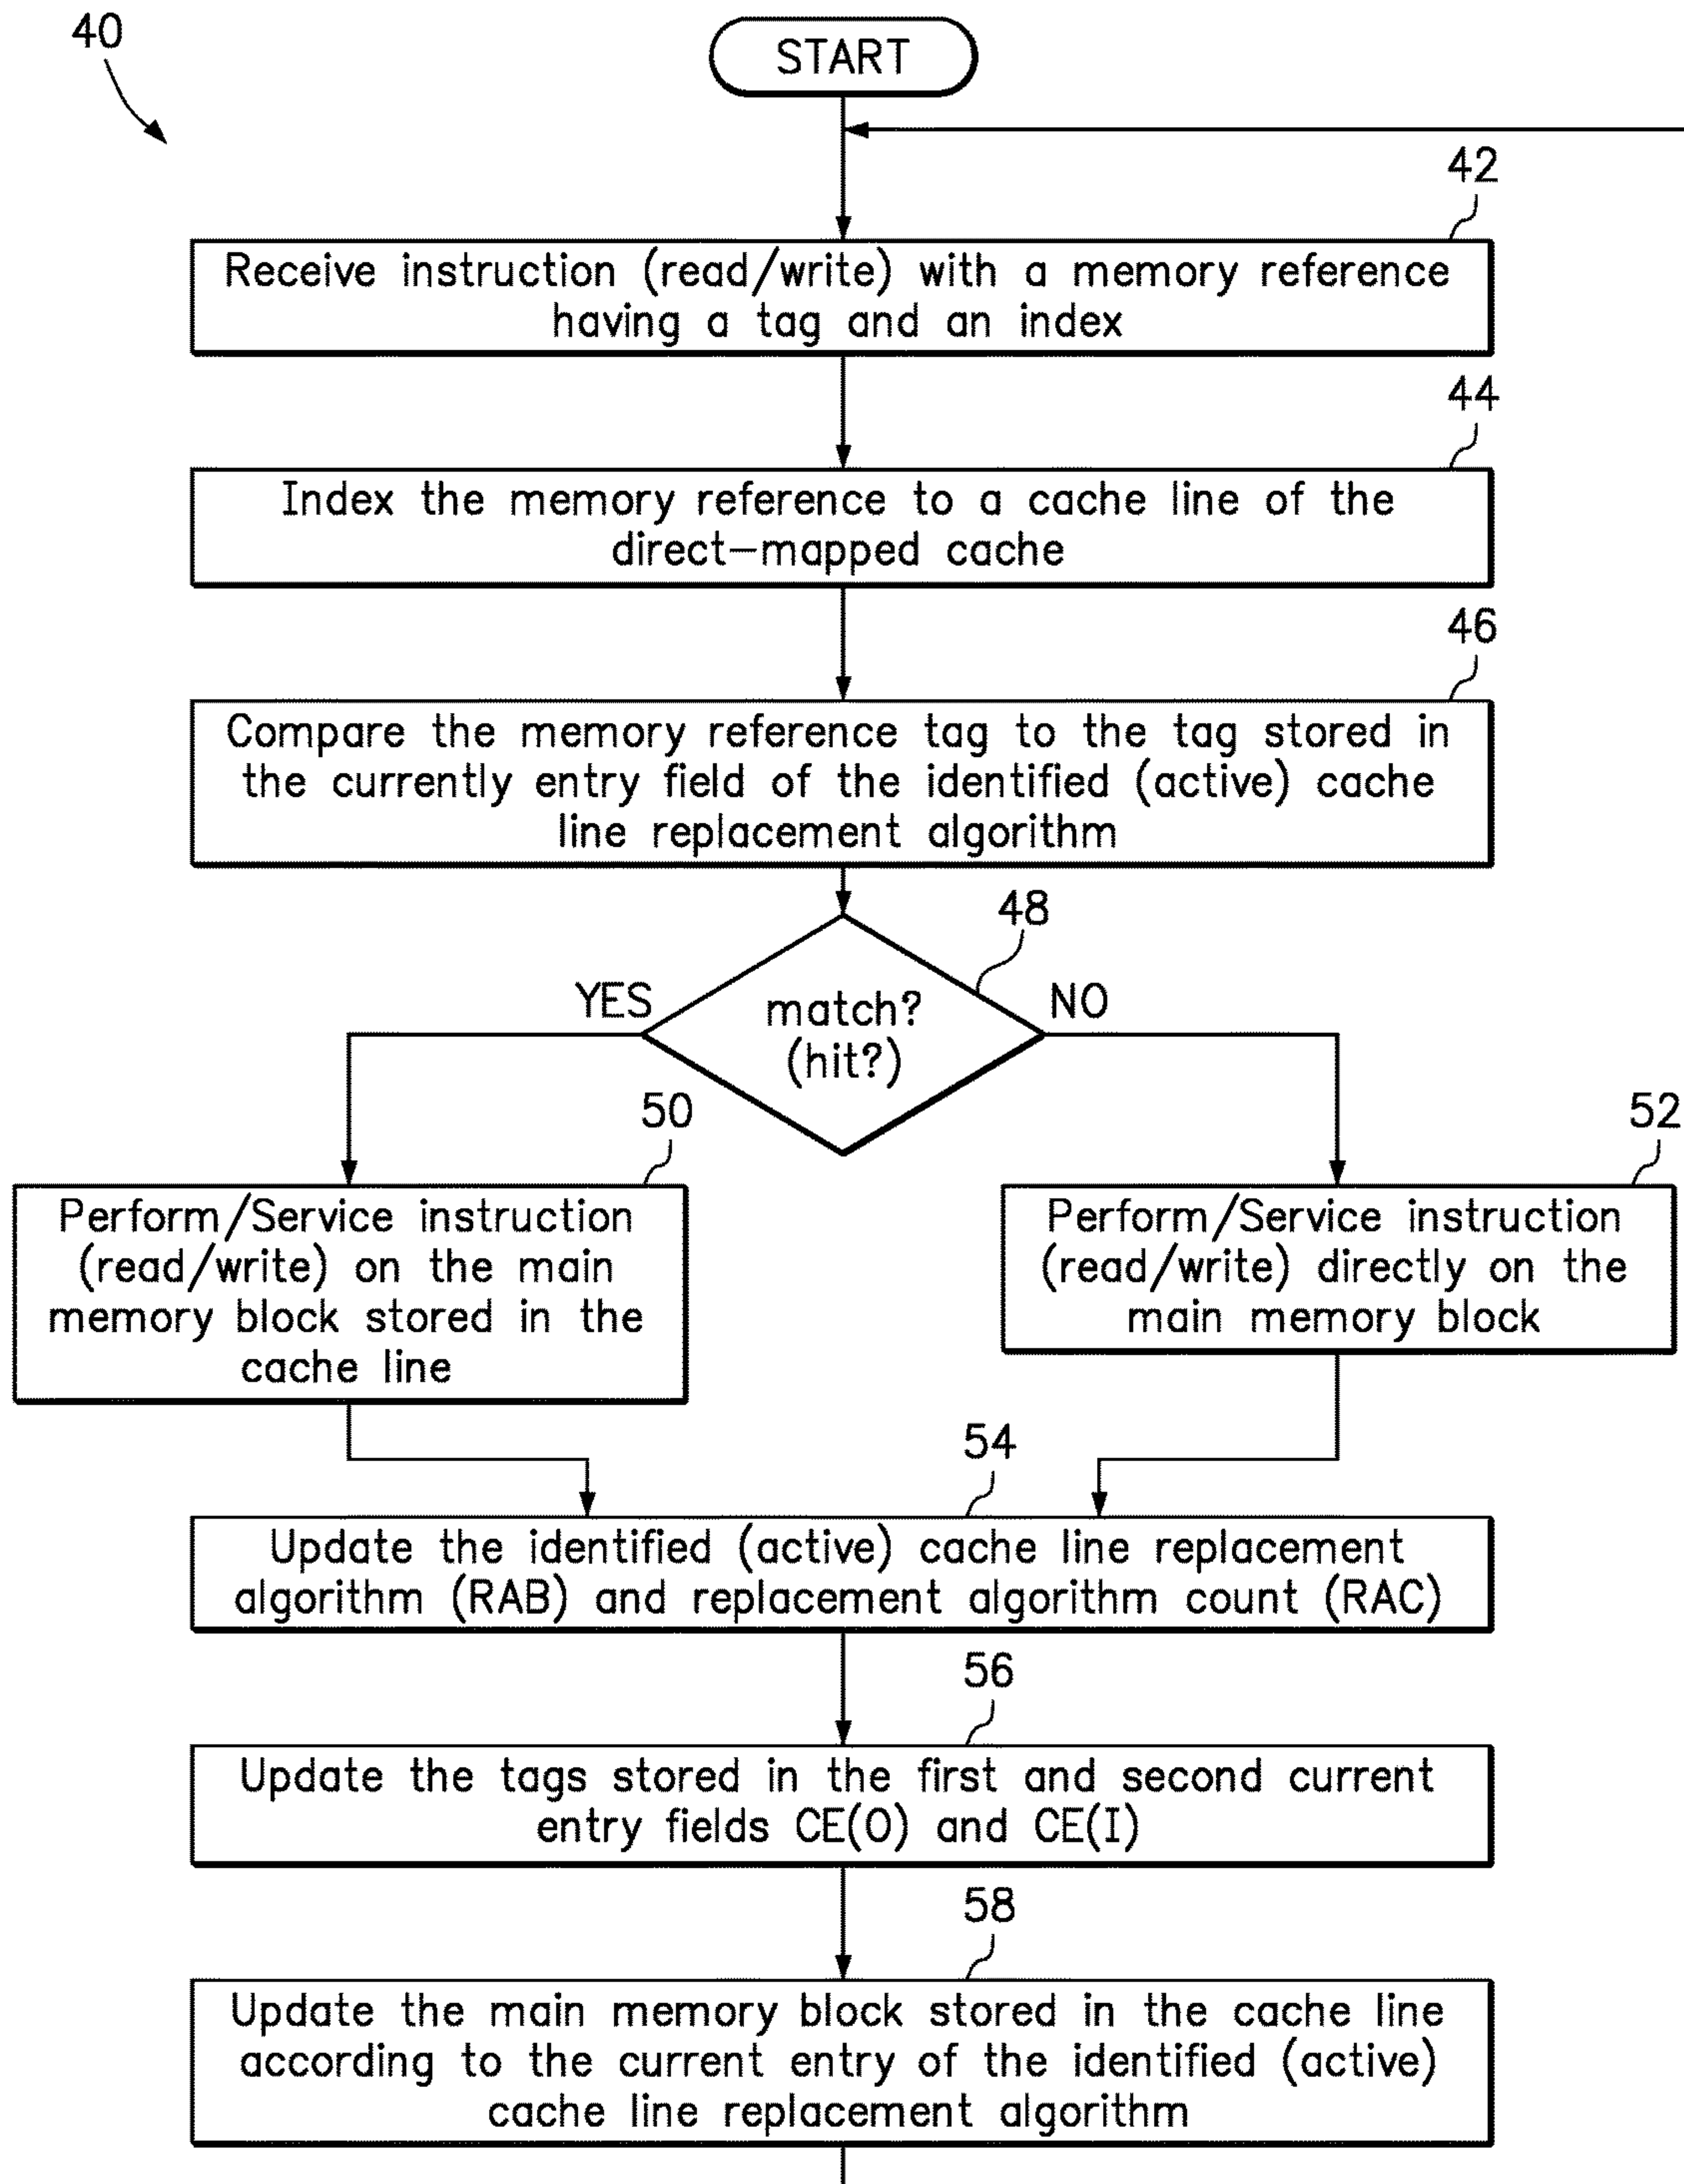 40
START
42
Receive instruction (read/write) with a memory reference
having a tag and an index
44
Index the memory reference to a cache line of the
direct-mapped cache
46
Compare the memory reference tag to the tag stored in
the currently entry field of the identified (active) cache
line replacement algorithm
48
YES
match?
(hit?)
NO
50
Perform/Service instruction
(read/write) on the main
memory block stored in the
cache line
52
Perform/Service instruction
(read/write) directly on the
main memory block
54
Update the identified (active) cache line replacement
algorithm (RAB) and replacement algorithm count (RAC)
56
Update the tags stored in the first and second current
entry fields CE(O) and CE(I)
58
Update the main memory block stored in the cache line
according to the current entry of the identified (active)
cache line replacement algorithm